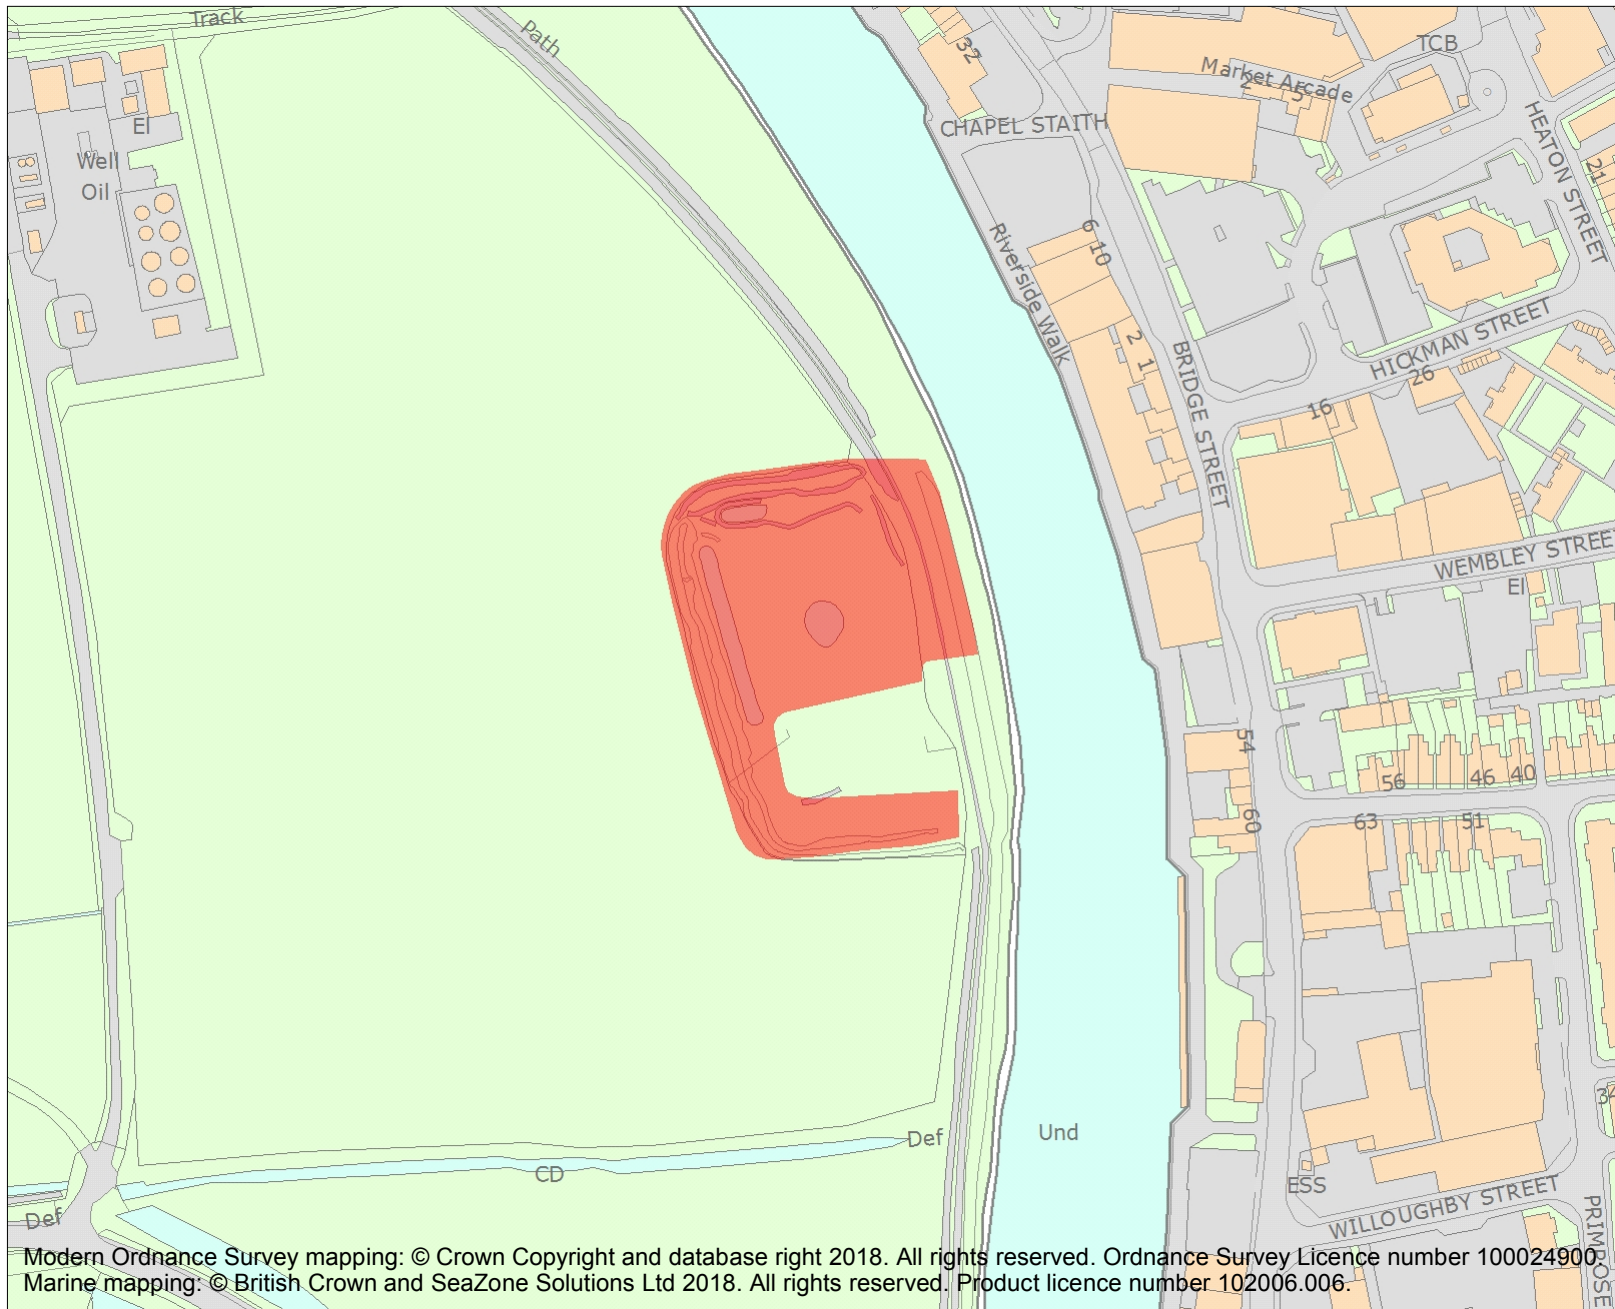 Track
Path
32
TCB
Market Arcade
2
5
El
CHAPEL STAITH
HEATON STREET
Well
Oil
21
6
10
Riverside Walk
2
1
BRIDGE STREET
HICKMAN STREET
26
16
WEMBLEY STREE
El
54
56
46
40
60
63
51
34
Def
Und
CD
ESS
Def
WILLOUGHBY STREET
PRIMROSE
Modern Ordnance Survey mapping: © Crown Copyright and database right 2018. All rights reserved. Ordnance Survey Licence number 100024900.
Marine mapping: © British Crown and SeaZone Solutions Ltd 2018. All rights reserved. Product licence number 102006.006.